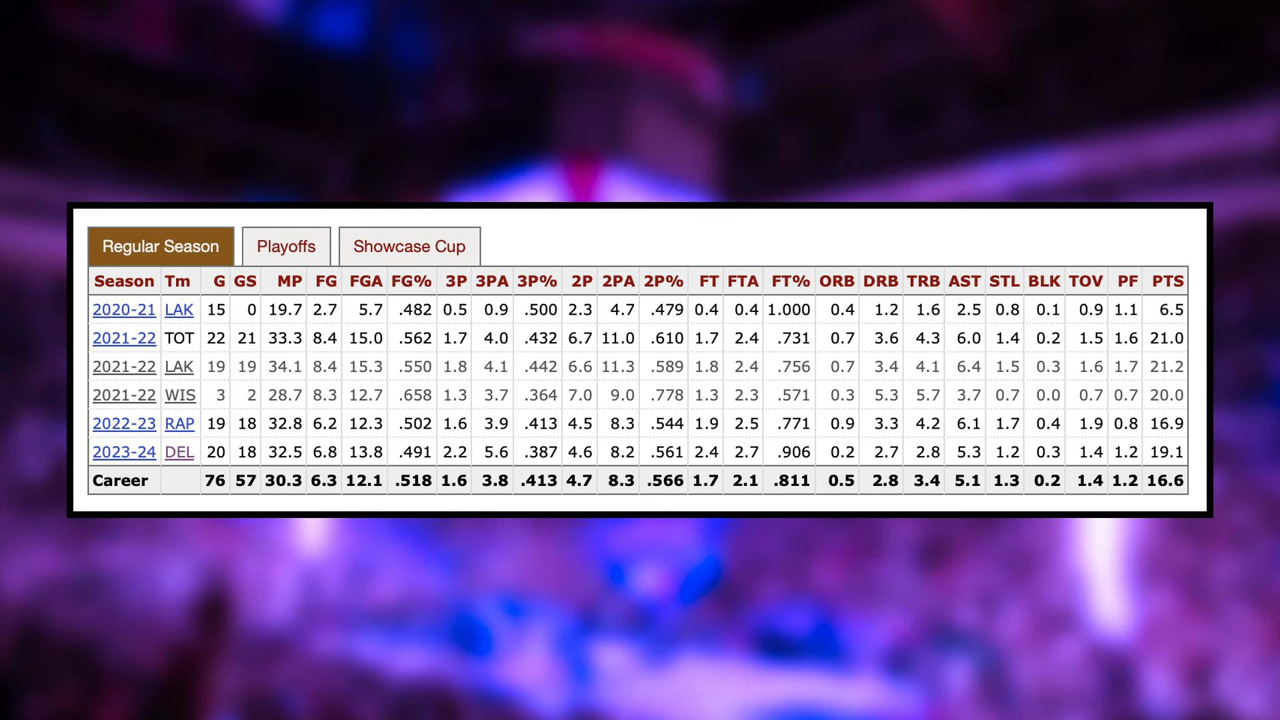 Regular Season Playoffs Showcase Cup
Season Tm G GS MP FG FGA FG% 3P 3PA 3P% 2P 2PA 2P% FT FTA FT% ORB DRB TRB AST STL BLK TOV PF PTS
2020-21 LAK 15 0 19.7 2.7 5.7 .482 0.5 0.9 .500 2.3 4.7 .479 0.4 0.4 1.000 0.4 1.2 1.6 2.5 0.8 0.1 0.9 1.1 6.5
2021-22 TOT 22 21 33.3 8.4 15.0 .562 1.7 4.0 .432 6.7 11.0 .610 1.7 2.4 .731 0.7 3.6 4.3 6.0 1.4 0.2 1.5 1.6 21.0
2021-22 LAK 19 19 34.1 8.4 15.3 .550 1.8 4.1 .442 6.6 11.3 .589 1.8 2.4 .756 0.7 3.4 4.1 6.4 1.5 0.3 1.6 1.7 21.2
2021-22 WIS 3 2 28.7 8.3 12.7 .658 1.3 3.7 .364 7.0 9.0 .778 1.3 2.3 .571 0.3 5.3 5.7 3.7 0.7 0.0 0.7 1.3 20.0
2022-23 RAP 19 18 32.8 6.2 12.3 .502 1.6 3.9 .413 4.5 8.3 .544 1.9 2.5 .771 0.9 3.3 4.2 6.1 1.7 0.4 1.9 0.8 16.9
2023-24 DEL 20 18 32.5 6.8 13.8 .491 2.2 5.6 .387 4.6 8.2 .561 2.4 2.7 .906 0.2 2.7 2.8 5.3 1.2 0.3 1.4 1.2 19.1
Career 76 57 30.3 6.3 12.1 .518 1.6 3.8 .413 4.7 8.3 .566 1.7 2.1 .811 0.5 2.8 3.4 5.1 1.3 0.2 1.4 1.2 16.6